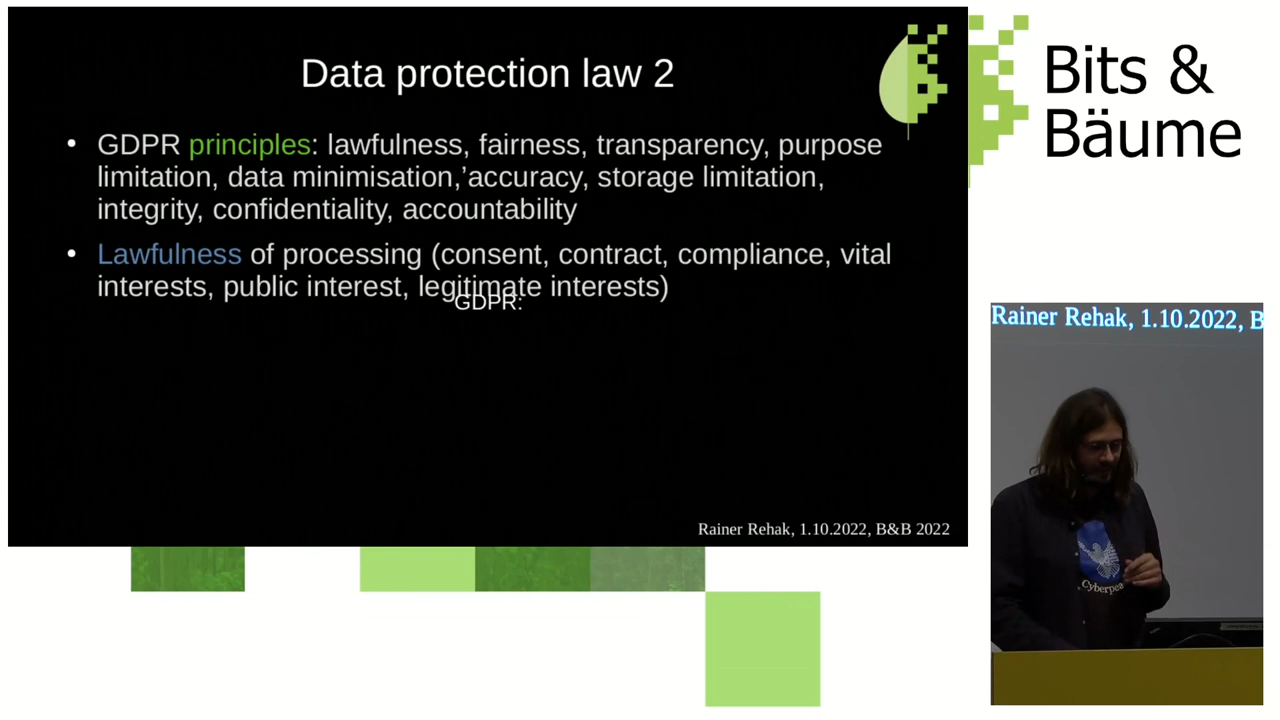 Data protection law 2
• GDPR principles: lawfulness, fairness, transparency, purpose
limitation, data minimisation,’accuracy, storage limitation,
integrity, confidentiality, accountability
• Lawfulness of processing (consent, contract, compliance, vital
interests, public interest, legitimate interests)
GDPR:
Rainer Rehak, 1.10.2022, B&B 2022
Bits &
Bäume
Rainer Rehak, 1.10.2022, B
Cyberpea